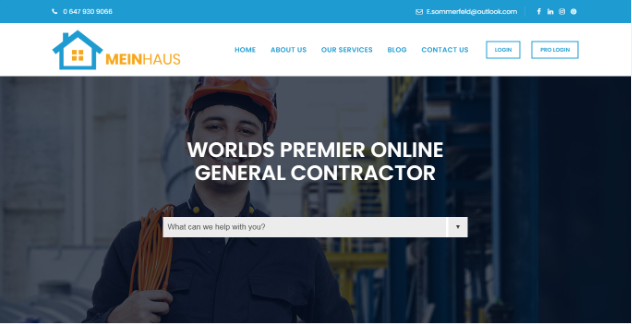 0 647 930 9066
E.sommerfeld@outlook.com
MEINHAUS
HOME ABOUT US OUR SERVICES BLOG CONTACT US LOGIN PRO LOGIN
WORLDS PREMIER ONLINE
GENERAL CONTRACTOR
What can we help with you?